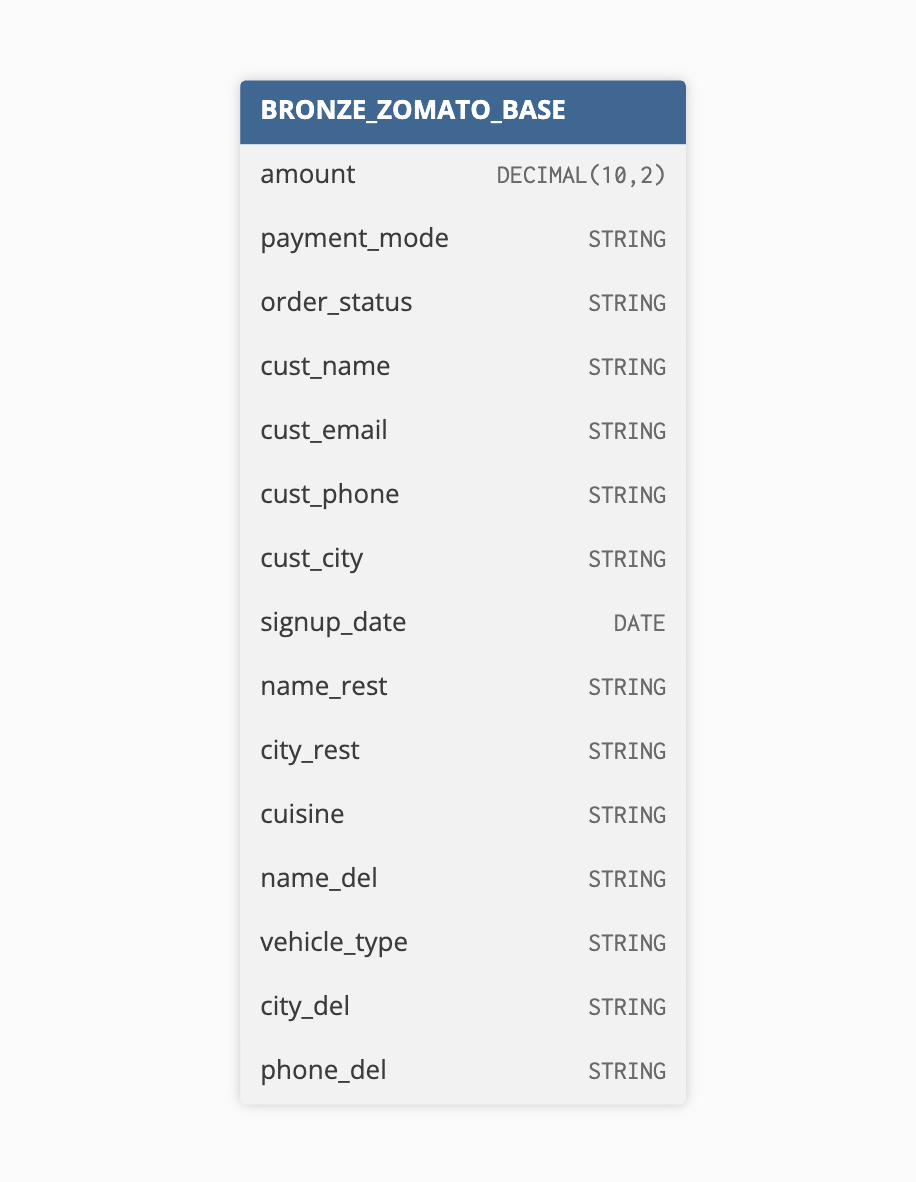 BRONZE_ZOMATO_BASE
amount DECIMAL(10,2)
payment_mode STRING
order_status STRING
cust_name STRING
cust_email STRING
cust_phone STRING
cust_city STRING
signup_date DATE
name_rest STRING
city_rest STRING
cuisine STRING
name_del STRING
vehicle_type STRING
city_del STRING
phone_del STRING